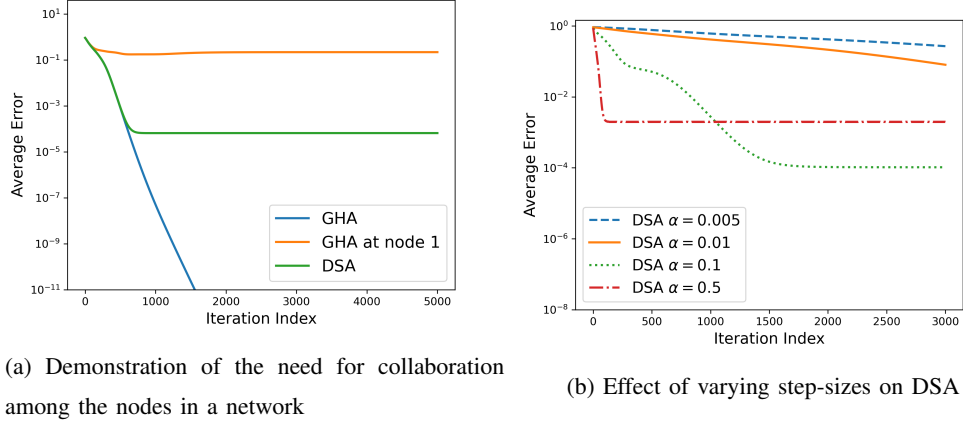 10^1
10^-1
10^-3
10^-5
10^-7
10^-9
10^-11
Average Error
GHA
GHA at node 1
DSA
0 1000 2000 3000 4000 5000
Iteration Index
(a) Demonstration of the need for collaboration
among the nodes in a network
10^0
10^-2
10^-4
10^-6
10^-8
Average Error
DSA α = 0.005
DSA α = 0.01
DSA α = 0.1
DSA α = 0.5
0 500 1000 1500 2000 2500 3000
Iteration Index
(b) Effect of varying step-sizes on DSA